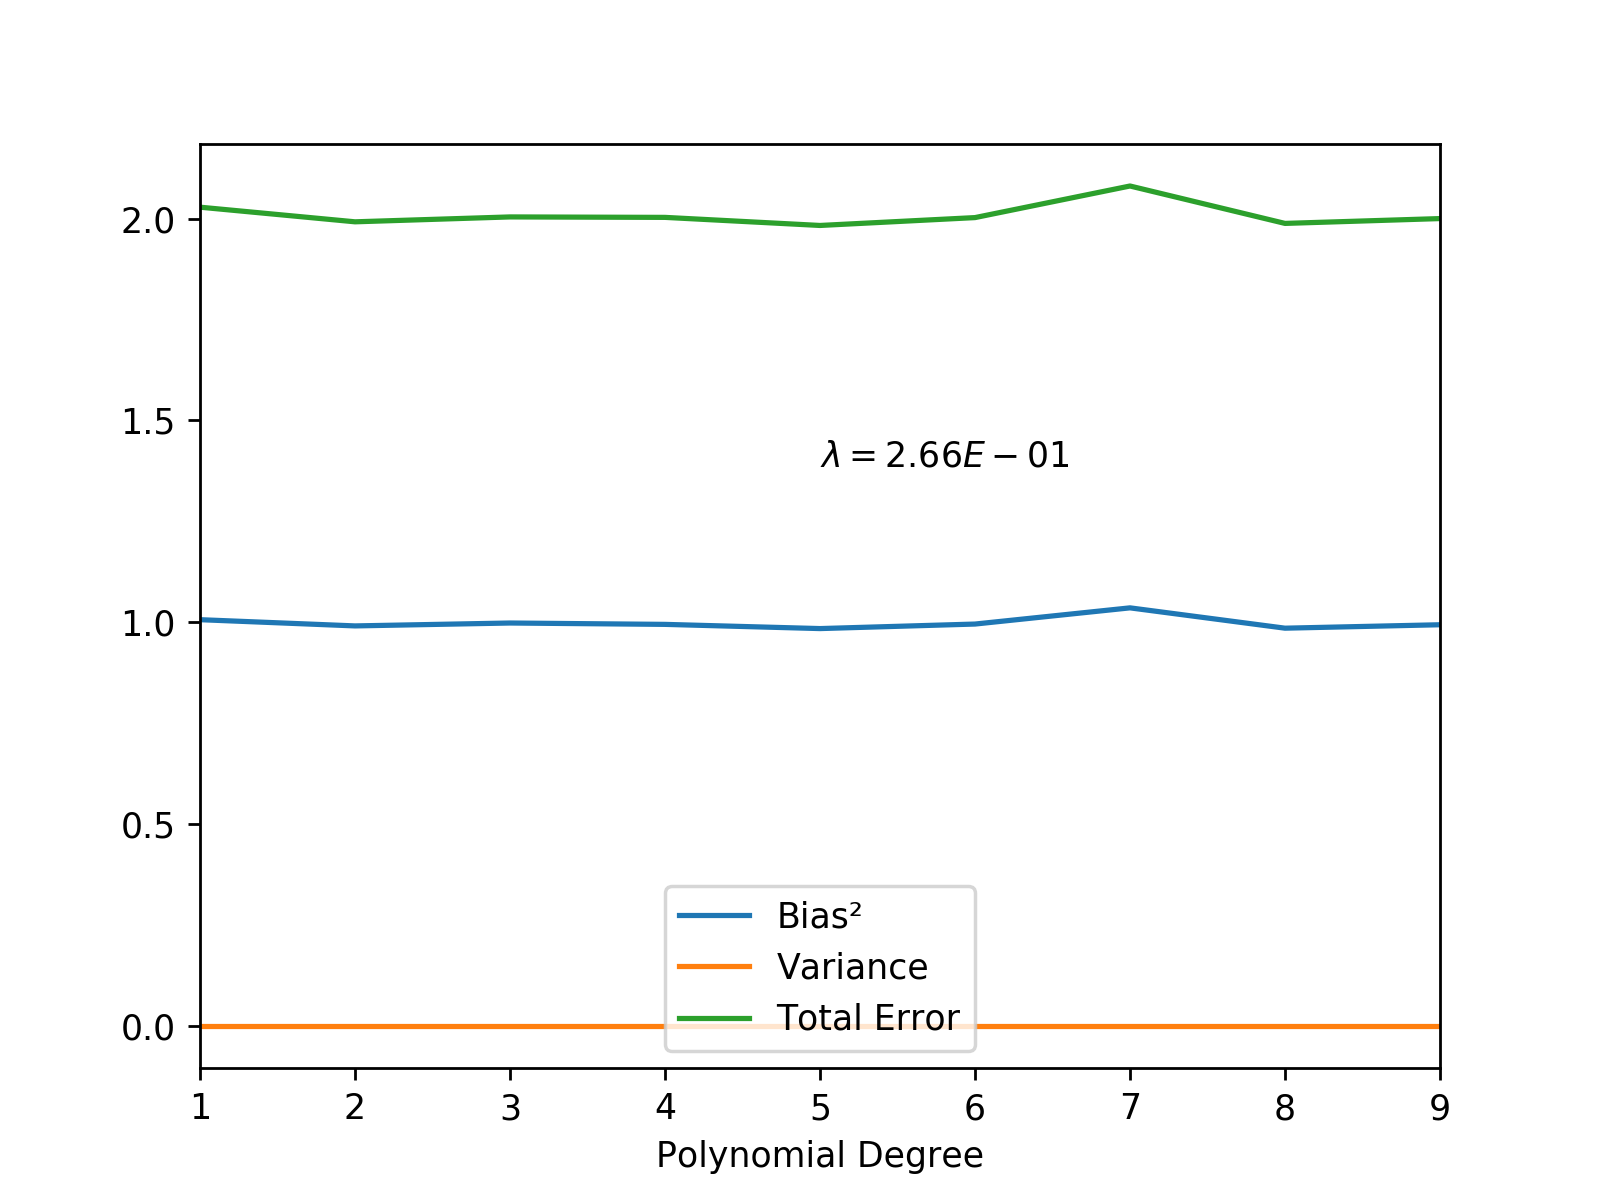 2.0
1.5
λ = 2.66E − 01
1.0
0.5
Bias²
Variance
Total Error
0.0
1 2 3 4 5 6 7 8 9
Polynomial Degree